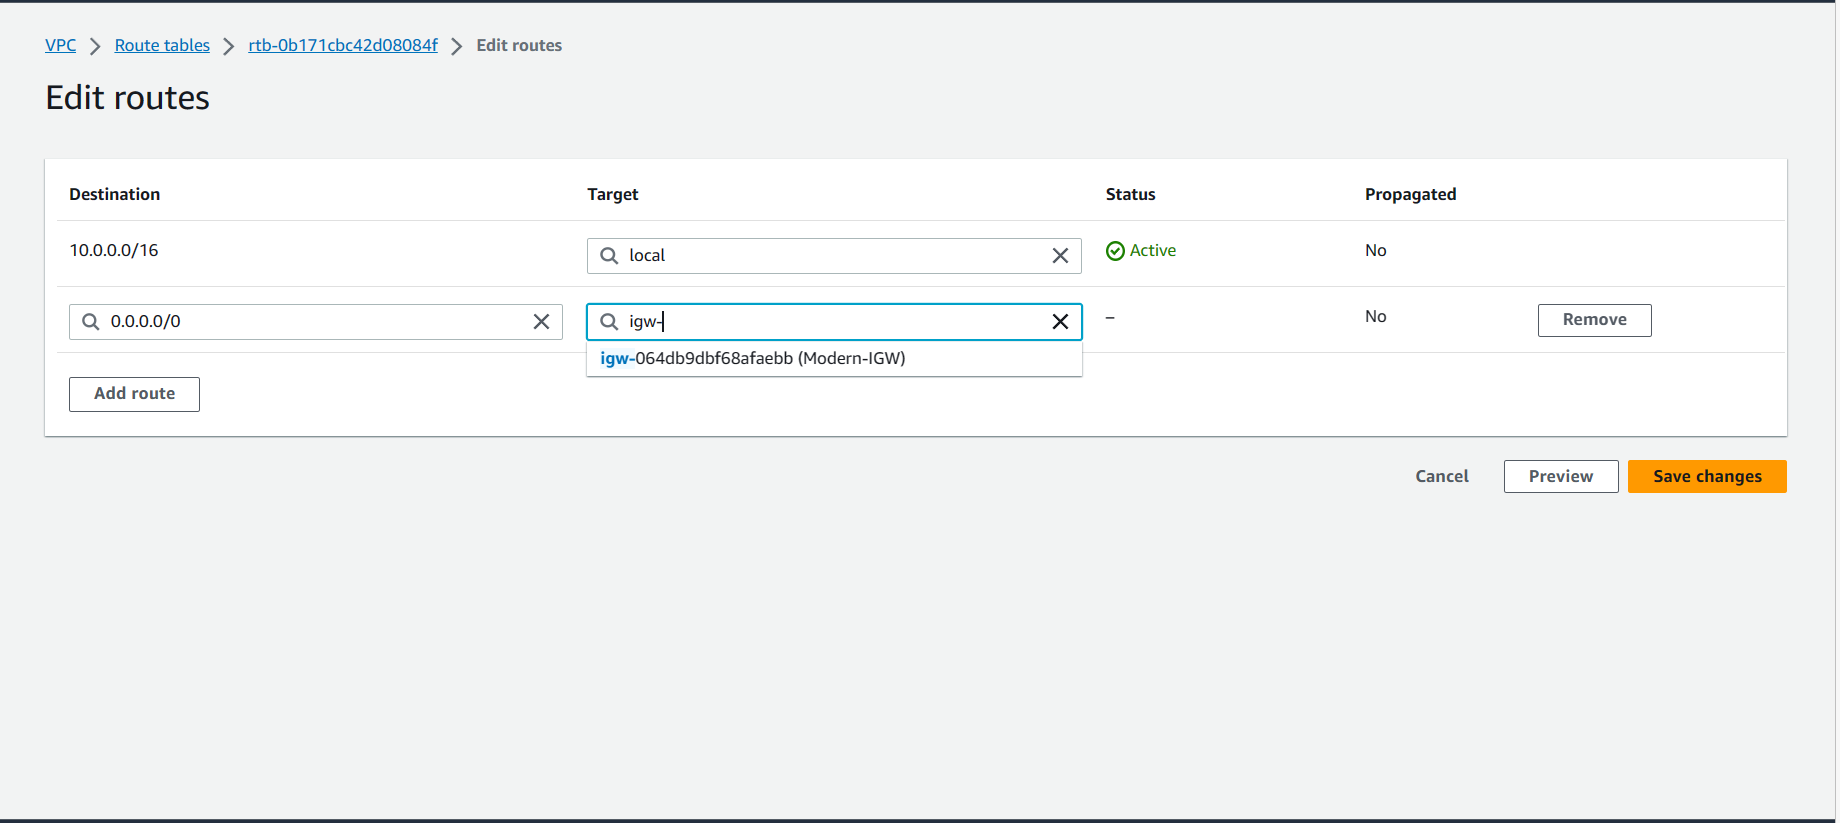 VPC > Route tables > rtb-0b171cbc42d08084f > Edit routes
Edit routes
Destination Target Status Propagated
10.0.0.0/16 local Active No
0.0.0.0/0 igw- – No Remove
igw-064db9dbf68afaebb (Modern-IGW)
Add route
Cancel Preview Save changes